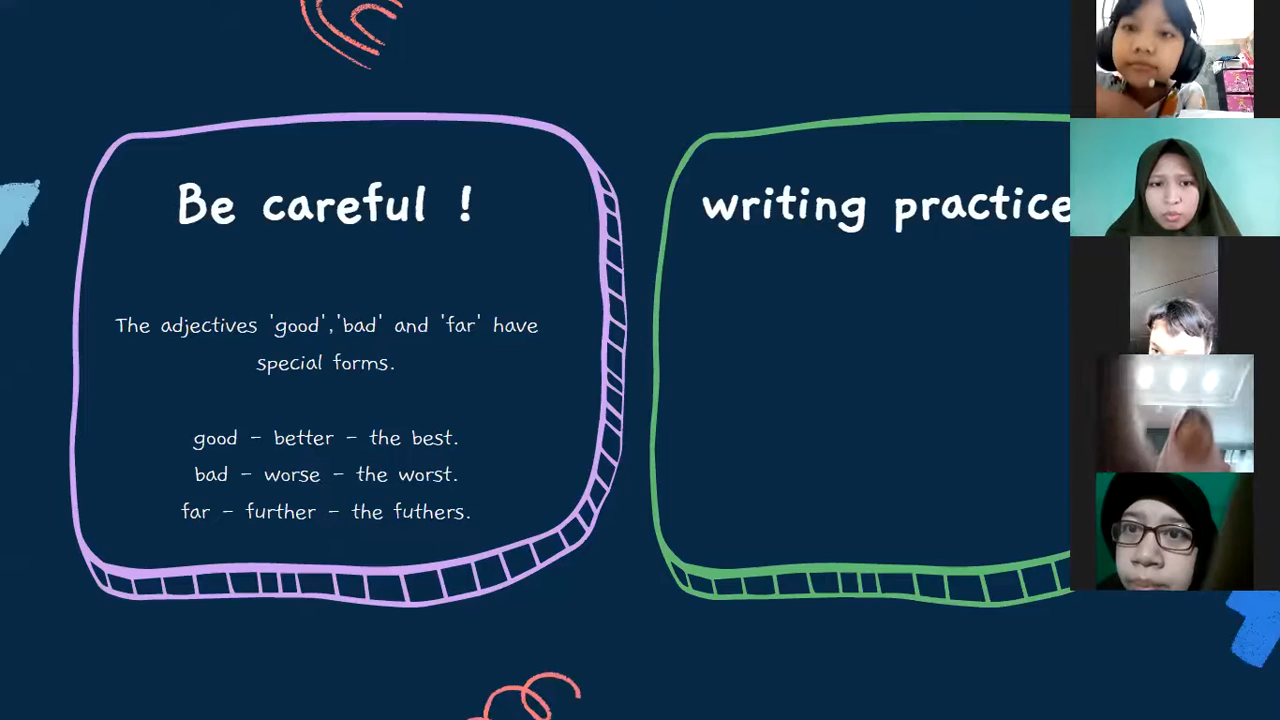 Be careful !
The adjectives 'good','bad' and 'far' have
special forms.
good - better - the best.
bad - worse - the worst.
far - further - the futhers.
writing practice